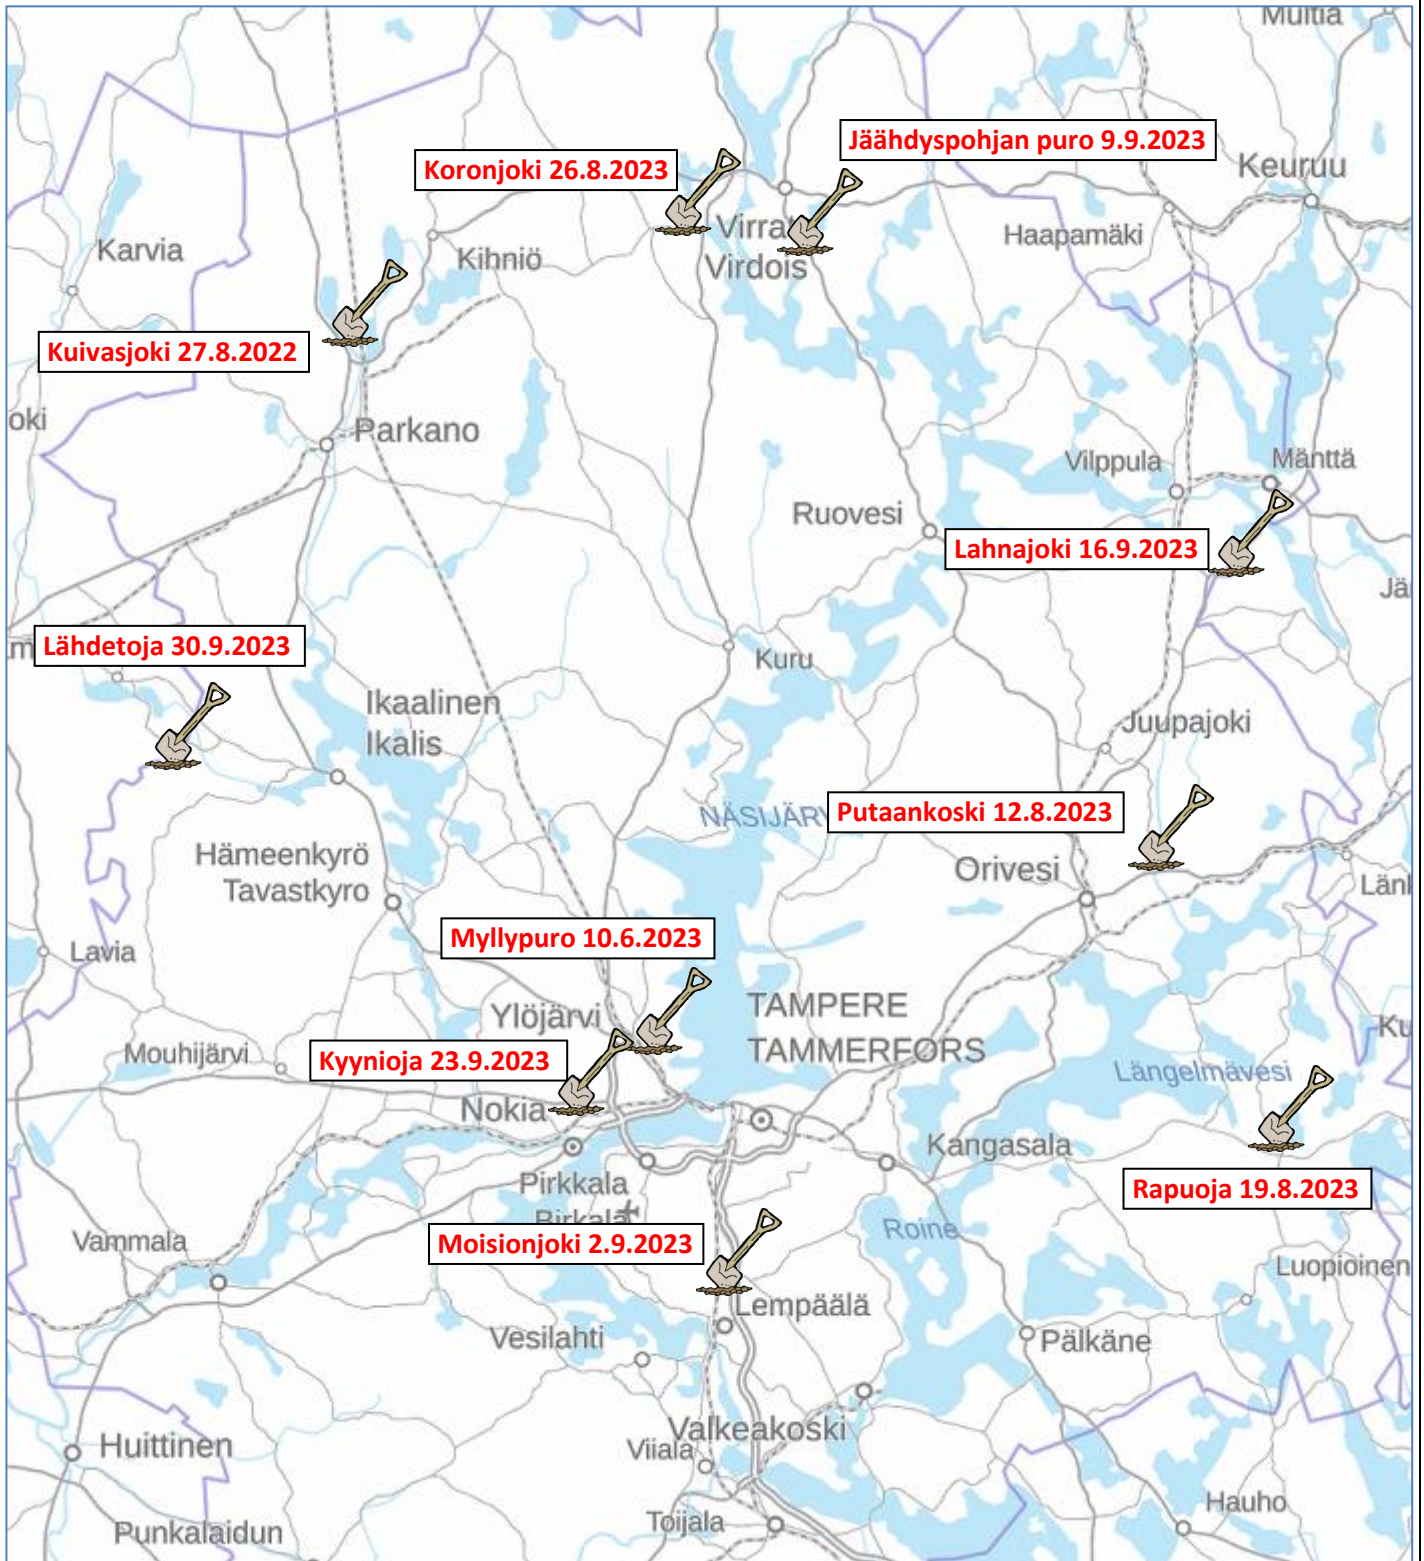 Multia
Jäähdyspohjan puro 9.9.2023
Koronjoki 26.8.2023
Keuruu
Virrat
Virdois
Haapamäki
Karvia
Kihniö
Kuivasjoki 27.8.2022
oki
Parkano
Vilppula
Mänttä
Ruovesi
Lahnajoki 16.9.2023
Jä
Lähdetoja 30.9.2023
Kuru
Ikaalinen
Ikalis
Juupajoki
NÄSIJÄRV
Putaankoski 12.8.2023
Hämeenkyrö
Tavastkyro
Orivesi
Länl
Myllypuro 10.6.2023
Lavia
Ylöjärvi
TAMPERE
TAMMERFORS
Ku
Mouhijärvi
Kyynioja 23.9.2023
Längelmävesi
Nokia
Kangasala
Pirkkala
Birkala
Rapuoja 19.8.2023
Roine
Vammala
Moisionjoki 2.9.2023
Luopioinen
Lempäälä
Vesilahti
Pälkäne
Valkeakoski
Viiala
Huittinen
Hauho
Toijala
Punkalaidun